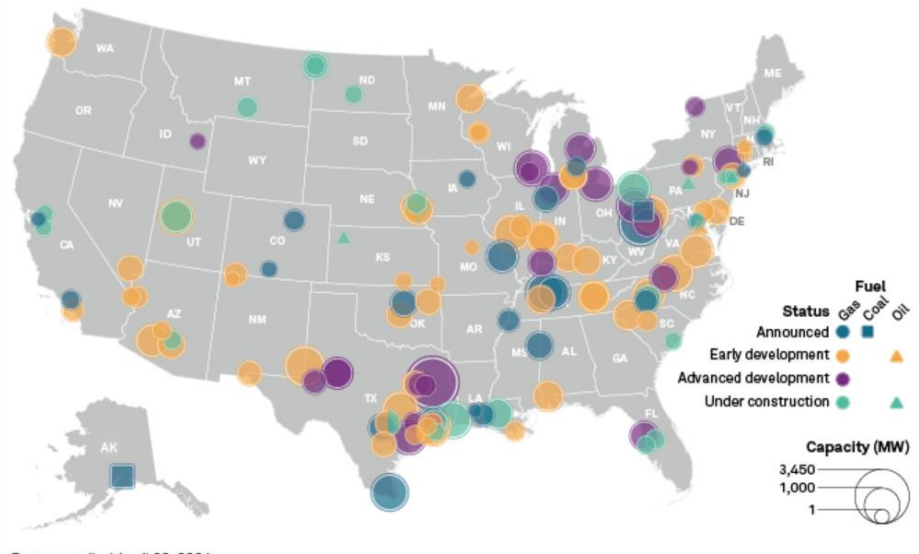 WA
ME
MT
ND
VT
MN
NH
OR
ID
WI
NY
SD
WY
RI
IA
PA
NE
NJ
NV
IL
IN
OH
DE
UT
CO
CA
WV
VA
KS
MO
KY
NC
Fuel
Status
Gas
Coal
Oil
AZ
OK
NM
AR
SC
Announced
MS
AL
GA
Early development
Advanced development
TX
LA
FL
Under construction
AK
Capacity (MW)
3,450
1,000
1